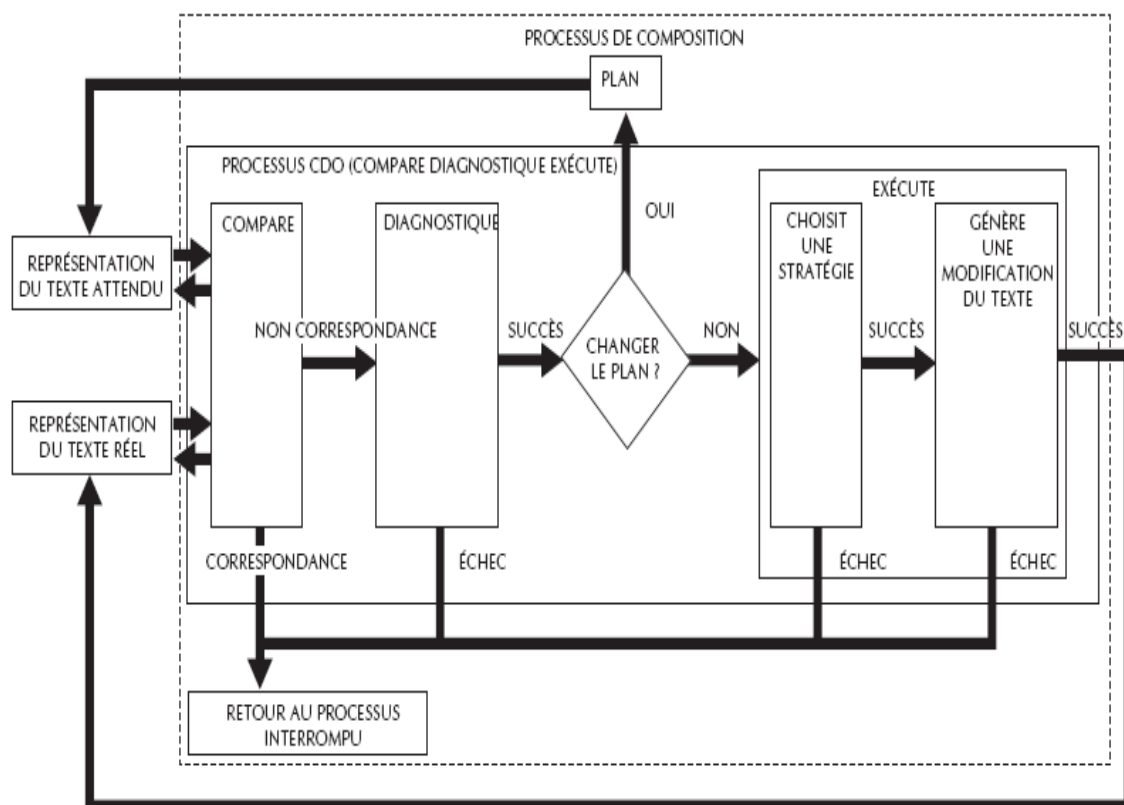 PROCESSUS DE COMPOSITION
PLAN
PROCESSUS CDO (COMPARE DIAGNOSTIQUE EXÉCUTE)
EXÉCUTE
COMPARE
DIAGNOSTIQUE
OUI
CHOISIT
UNE
STRATÉGIE
GÉNÈRE
UNE
MODIFICATION
DU TEXTE
REPRÉSENTATION
DU TEXTE ATTENDU
NON CORRESPONDANCE
SUCCÈS
CHANGER
LE PLAN ?
NON
SUCCÈS
SUCCÈS
REPRÉSENTATION
DU TEXTE RÉEL
CORRESPONDANCE
ÉCHEC
ÉCHEC
ÉCHEC
RETOUR AU PROCESSUS
INTERROMPU